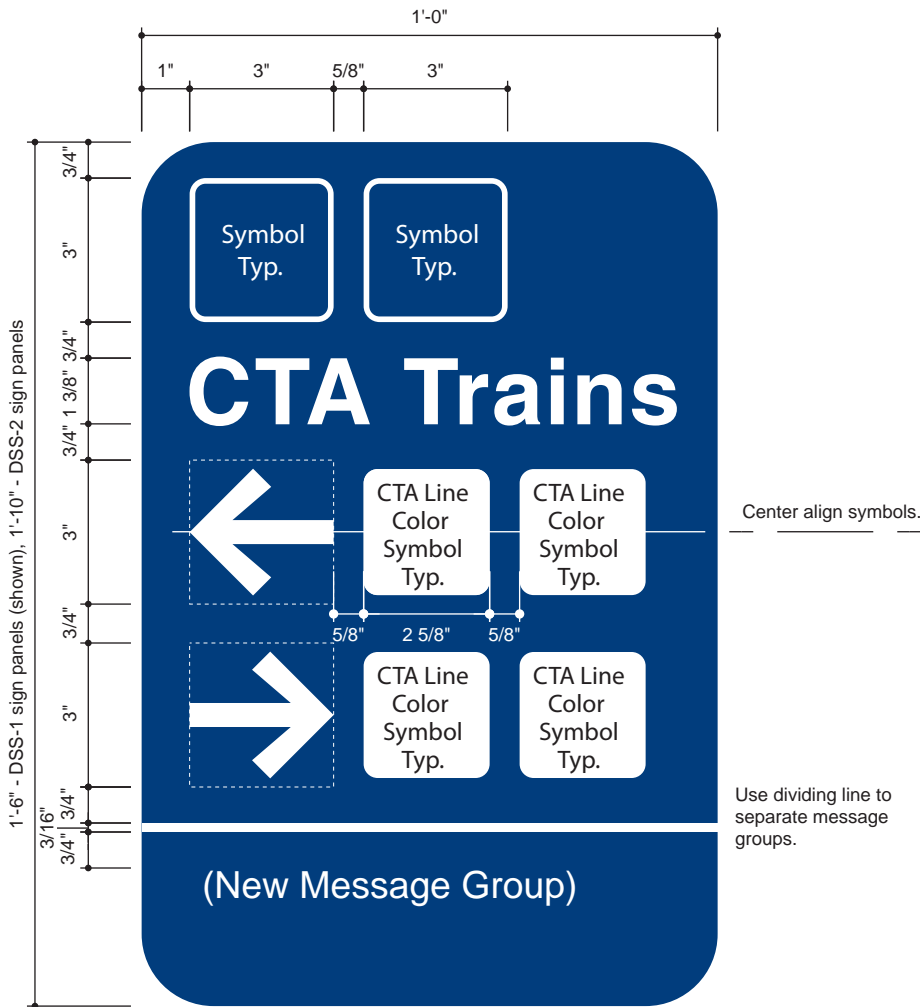 1'-0"
1"
3"
5/8"
3"
1'-6" - DSS-1 sign panels (shown), 1'-10" - DSS-2 sign panels
3/4"
3"
3/4"
1 3/8"
3/4"
3"
3/4"
3"
3/4"
3/16"
3/4"
Symbol
Typ.
Symbol
Typ.
CTA Trains
CTA Line
Color
Symbol
Typ.
CTA Line
Color
Symbol
Typ.
Center align symbols.
5/8"
2 5/8"
5/8"
CTA Line
Color
Symbol
Typ.
CTA Line
Color
Symbol
Typ.
Use dividing line to
separate message
groups.
(New Message Group)